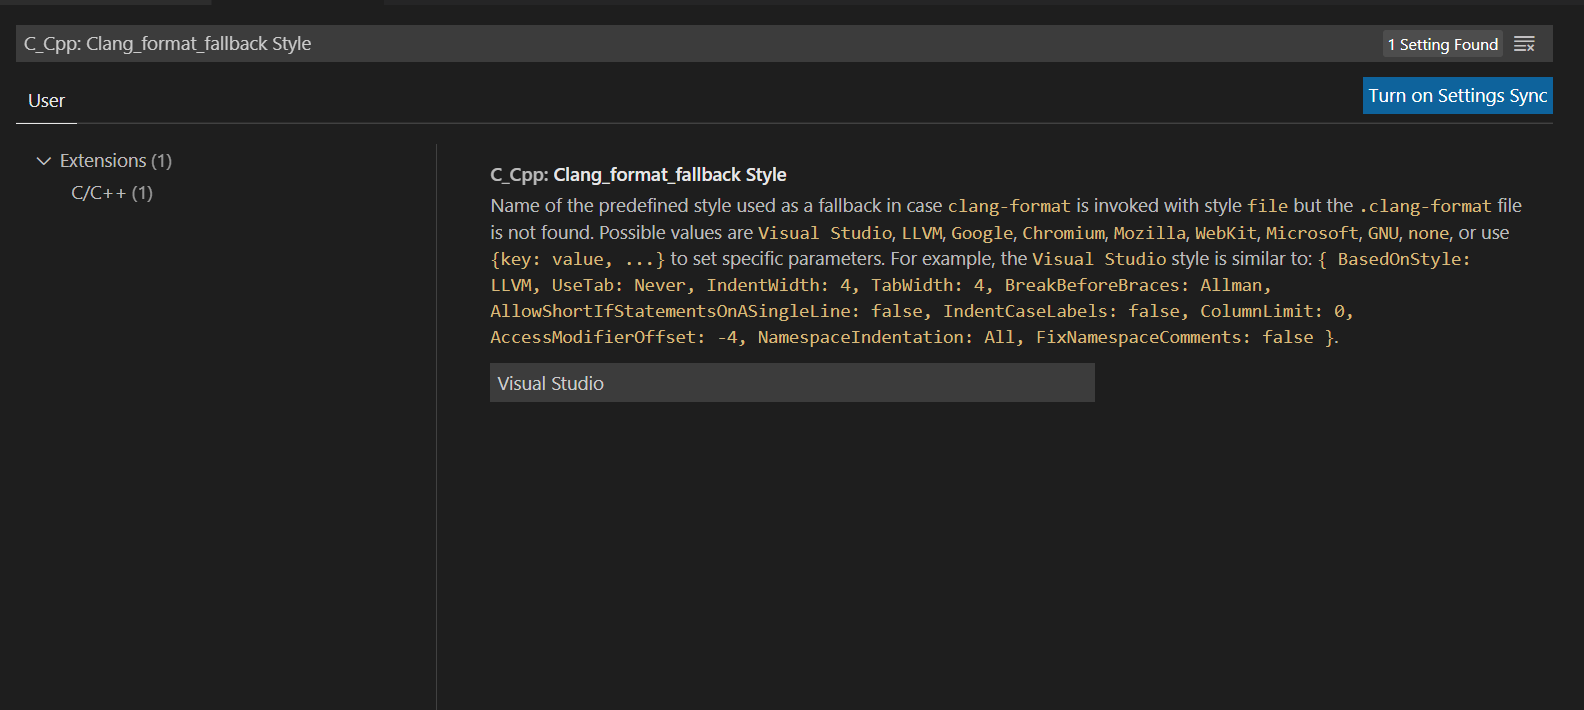 C_Cpp: Clang_format_fallback Style
1 Setting Found
User
Turn on Settings Sync
Extensions (1)
C/C++ (1)
C_Cpp: Clang_format_fallback Style
Name of the predefined style used as a fallback in case clang-format is invoked with style file but the .clang-format file
is not found. Possible values are Visual Studio, LLVM, Google, Chromium, Mozilla, WebKit, Microsoft, GNU, none, or use
{key: value, ...} to set specific parameters. For example, the Visual Studio style is similar to: { BasedOnStyle:
LLVM, UseTab: Never, IndentWidth: 4, TabWidth: 4, BreakBeforeBraces: Allman,
AllowShortIfStatementsOnASingleLine: false, IndentCaseLabels: false, ColumnLimit: 0,
AccessModifierOffset: -4, NamespaceIndentation: All, FixNamespaceComments: false }.
Visual Studio